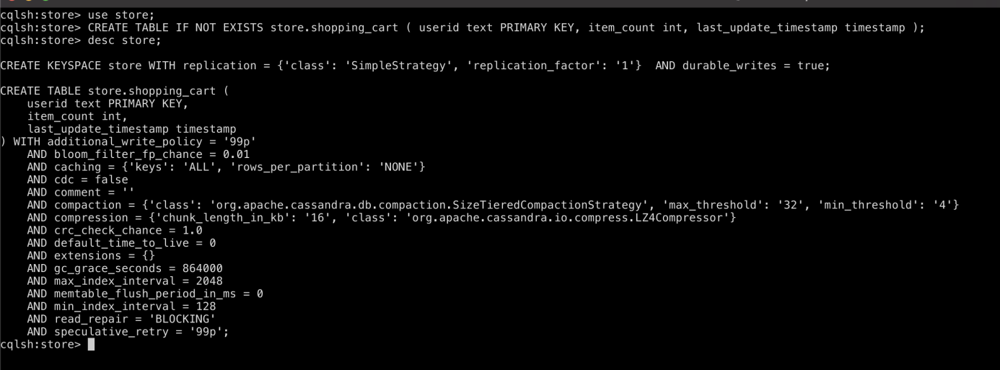 cqlsh:store> use store;
cqlsh:store> CREATE TABLE IF NOT EXISTS store.shopping_cart ( userid text PRIMARY KEY, item_count int, last_update_timestamp timestamp );
cqlsh:store> desc store;

CREATE KEYSPACE store WITH replication = {'class': 'SimpleStrategy', 'replication_factor': '1'}  AND durable_writes = true;

CREATE TABLE store.shopping_cart (
    userid text PRIMARY KEY,
    item_count int,
    last_update_timestamp timestamp
) WITH additional_write_policy = '99p'
    AND bloom_filter_fp_chance = 0.01
    AND caching = {'keys': 'ALL', 'rows_per_partition': 'NONE'}
    AND cdc = false
    AND comment = ''
    AND compaction = {'class': 'org.apache.cassandra.db.compaction.SizeTieredCompactionStrategy', 'max_threshold': '32', 'min_threshold': '4'}
    AND compression = {'chunk_length_in_kb': '16', 'class': 'org.apache.cassandra.io.compress.LZ4Compressor'}
    AND crc_check_chance = 1.0
    AND default_time_to_live = 0
    AND extensions = {}
    AND gc_grace_seconds = 864000
    AND max_index_interval = 2048
    AND memtable_flush_period_in_ms = 0
    AND min_index_interval = 128
    AND read_repair = 'BLOCKING'
    AND speculative_retry = '99p';
cqlsh:store>